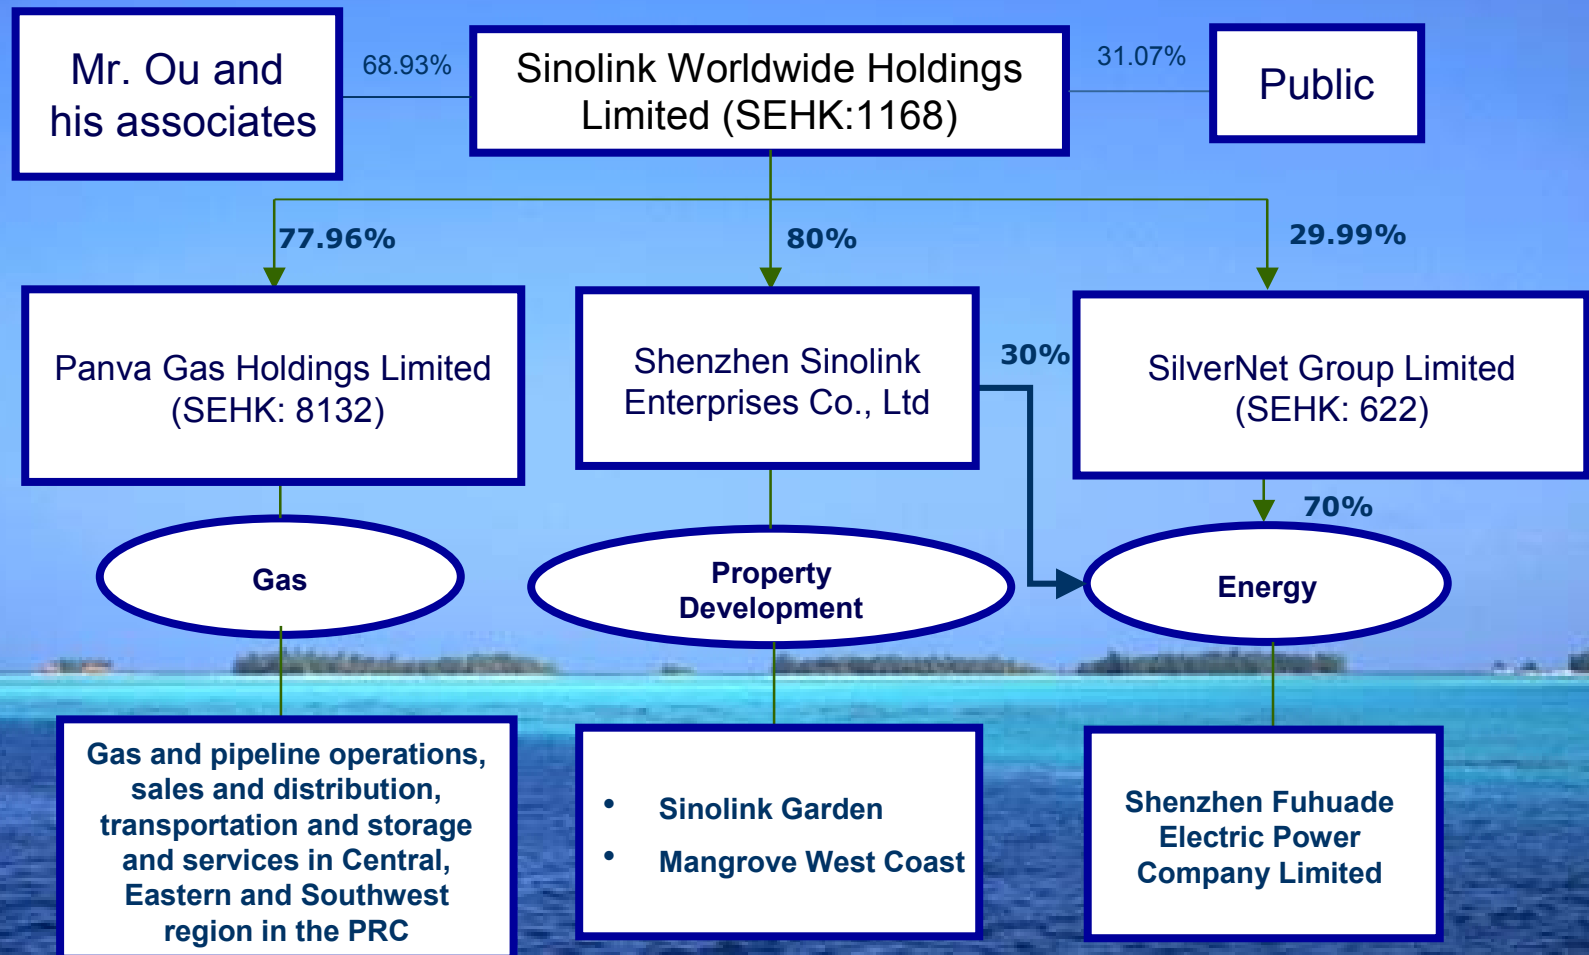 Mr. Ou and
his associates
68.93%
Sinolink Worldwide Holdings
Limited (SEHK:1168)
31.07%
Public
77.96%
80%
29.99%
Panva Gas Holdings Limited
(SEHK: 8132)
Shenzhen Sinolink
Enterprises Co., Ltd
30%
SilverNet Group Limited
(SEHK: 622)
70%
Gas
Property
Development
Energy
Gas and pipeline operations,
sales and distribution,
transportation and storage
and services in Central,
Eastern and Southwest
region in the PRC
• Sinolink Garden
• Mangrove West Coast
Shenzhen Fuhuade
Electric Power
Company Limited